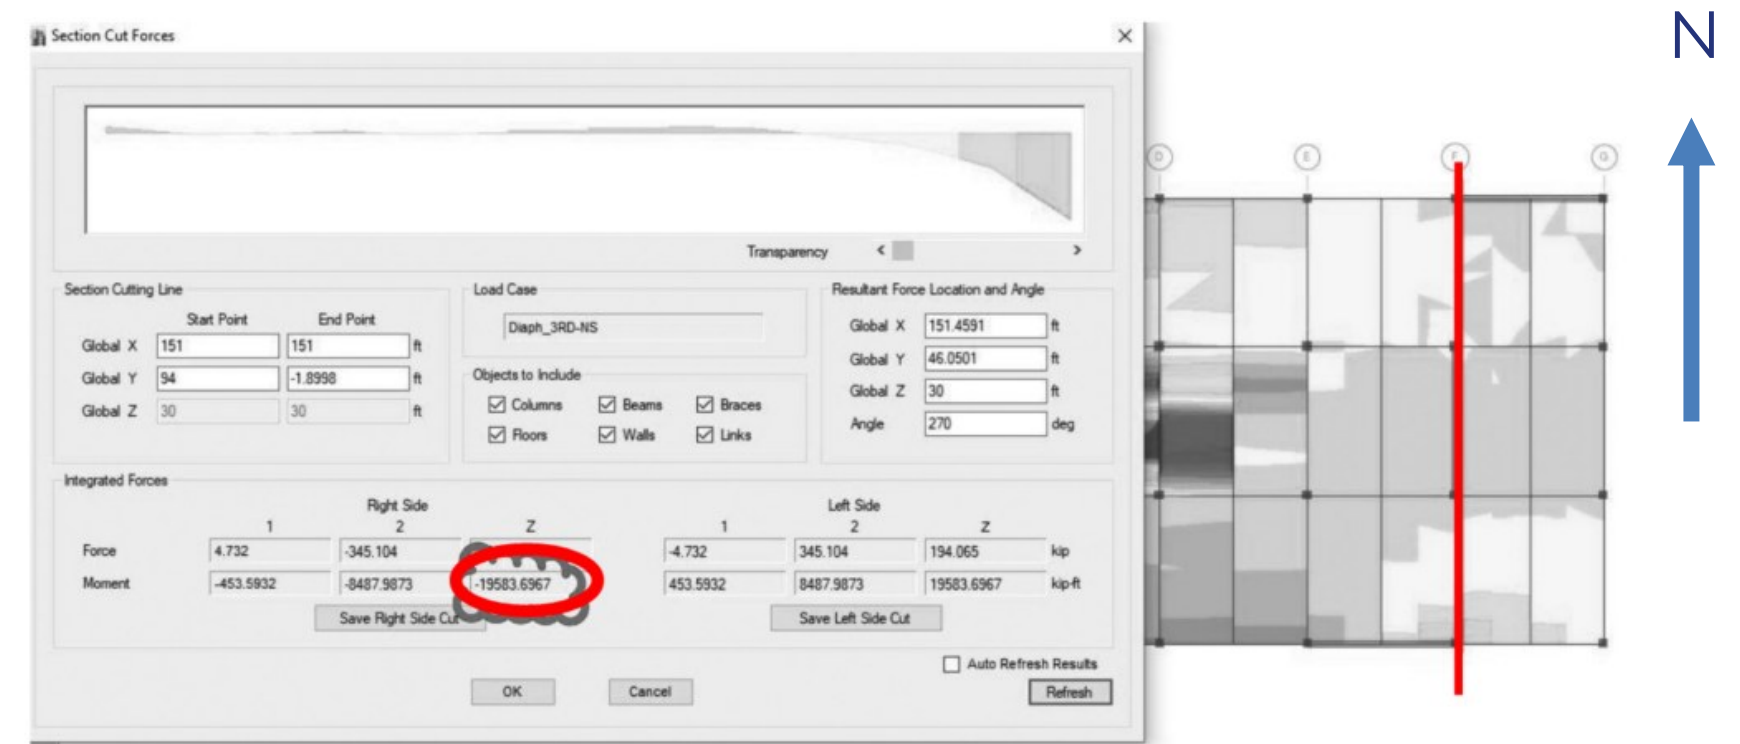 Section Cut Forces
N
D E F G
Transparency
Section Cutting Line
Start Point End Point
Global X 151 151 ft
Global Y 94 -1.8998 ft
Global Z 30 30 ft
Load Case
Diaph_3RD-NS
Objects to Include
Columns Beams Braces
Floors Walls Links
Resultant Force Location and Angle
Global X 151.4591 ft
Global Y 46.0501 ft
Global Z 30 ft
Angle 270 deg
Integrated Forces
Right Side Left Side
1 2 Z 1 2 Z
Force 4.732 -345.104 -4.732 345.104 194.065 kip
Moment -453.5932 -8487.9873 -19583.6967 453.5932 8487.9873 19583.6967 kip-ft
Save Right Side Cut Save Left Side Cut
Auto Refresh Results
OK Cancel Refresh